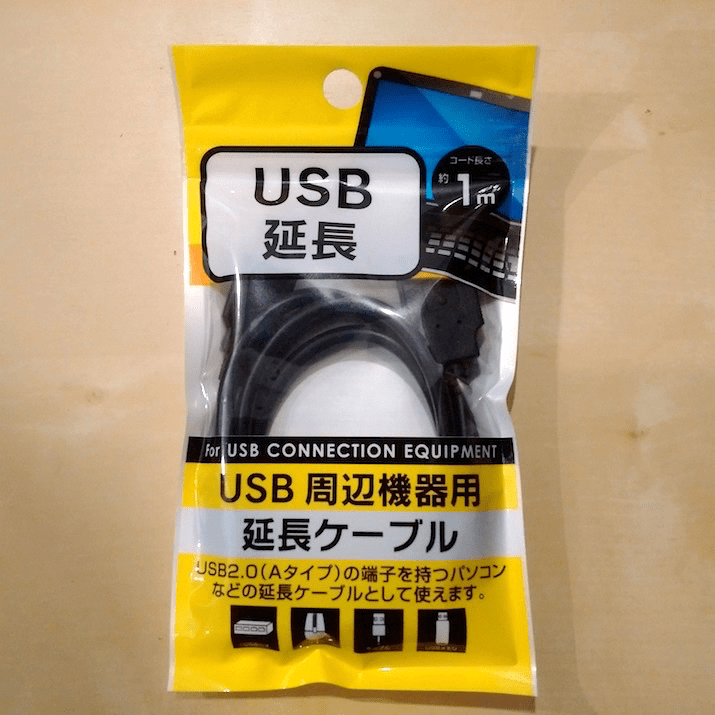 USB
延長
コード長さ
約1m
For USB CONNECTION EQUIPMENT
USB 周辺機器用
延長ケーブル
USB2.0(Aタイプ)の端子を持つパソコン
などの延長ケーブルとして使えます。